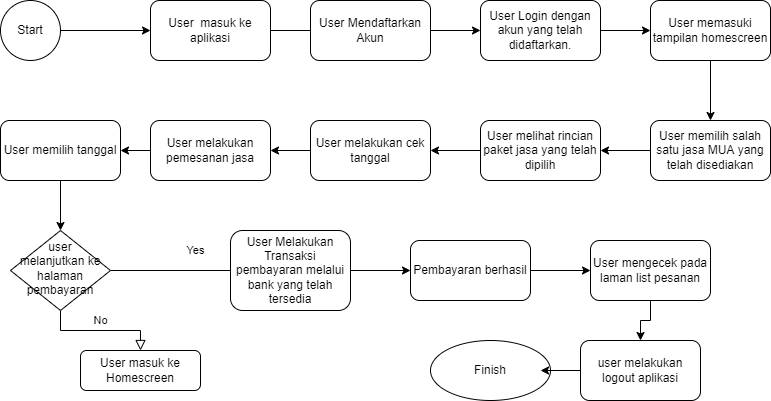 Start
User masuk ke
aplikasi
User Mendaftarkan
Akun
User Login dengan
akun yang telah
didaftarkan.
User memasuki
tampilan homescreen
User memilih salah
satu jasa MUA yang
telah disediakan
User melihat rincian
paket jasa yang telah
dipilih
User melakukan cek
tanggal
User melakukan
pemesanan jasa
User memilih tanggal
user
melanjutkan ke
halaman
pembayaran
Yes
No
User masuk ke
Homescreen
User Melakukan
Transaksi
pembayaran melalui
bank yang telah
tersedia
Pembayaran berhasil
User mengecek pada
laman list pesanan
user melakukan
logout aplikasi
Finish